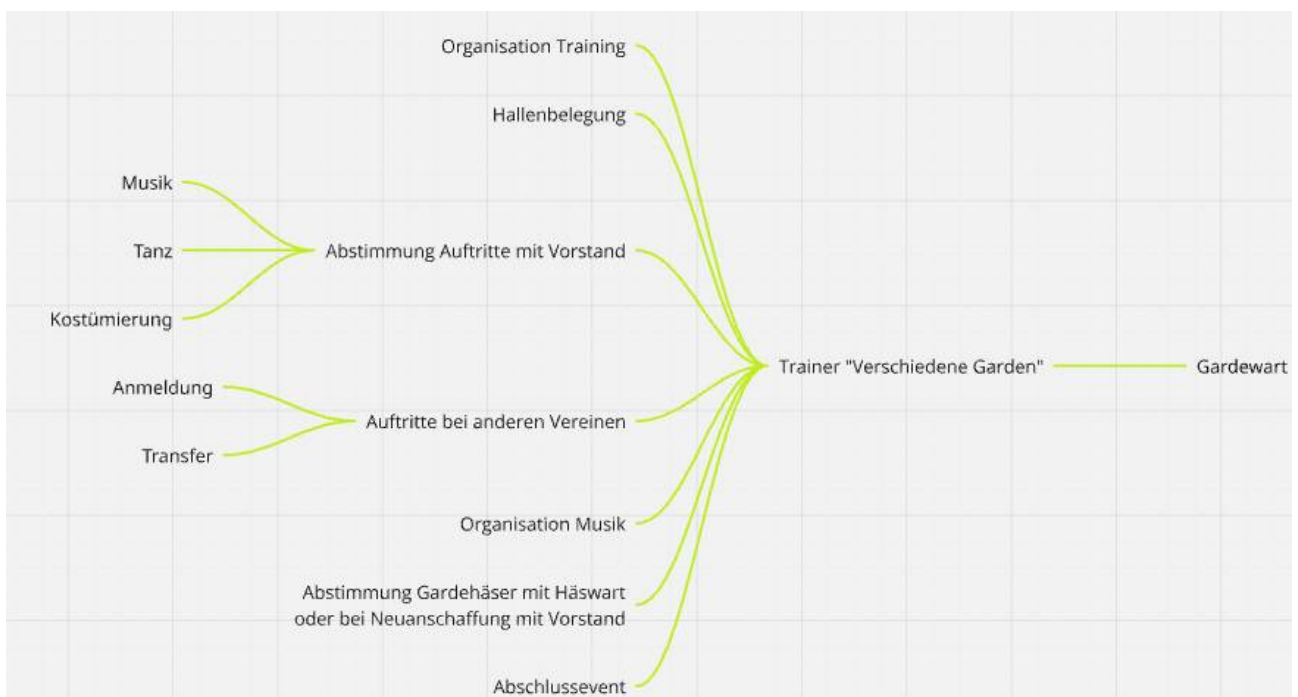 Organisation Training
Hallenbelegung
Musik
Tanz
Abstimmung Auftritte mit Vorstand
Kostümierung
Trainer "Verschiedene Garden"
Gardewart
Anmeldung
Auftritte bei anderen Vereinen
Transfer
Organisation Musik
Abstimmung Gardehäser mit Häswart
oder bei Neuanschaffung mit Vorstand
Abschlussevent